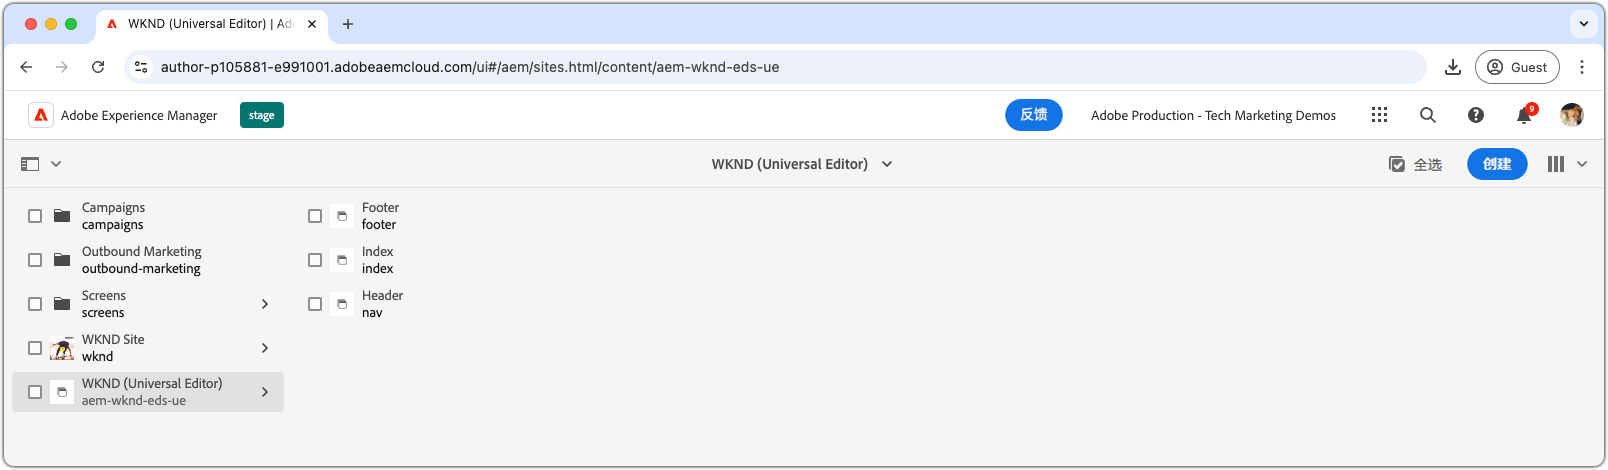 WKND (Universal Editor) | Ado
author-p105881-e991001.adobeaemcloud.com/ui#/aem/sites.html/content/aem-wknd-eds-ue
Guest
Adobe Experience Manager
stage
反馈
Adobe Production - Tech Marketing Demos
9
WKND (Universal Editor)
全选
创建
Campaigns
campaigns
Outbound Marketing
outbound-marketing
Screens
screens
WKND Site
wknd
WKND (Universal Editor)
aem-wknd-eds-ue
Footer
footer
Index
index
Header
nav